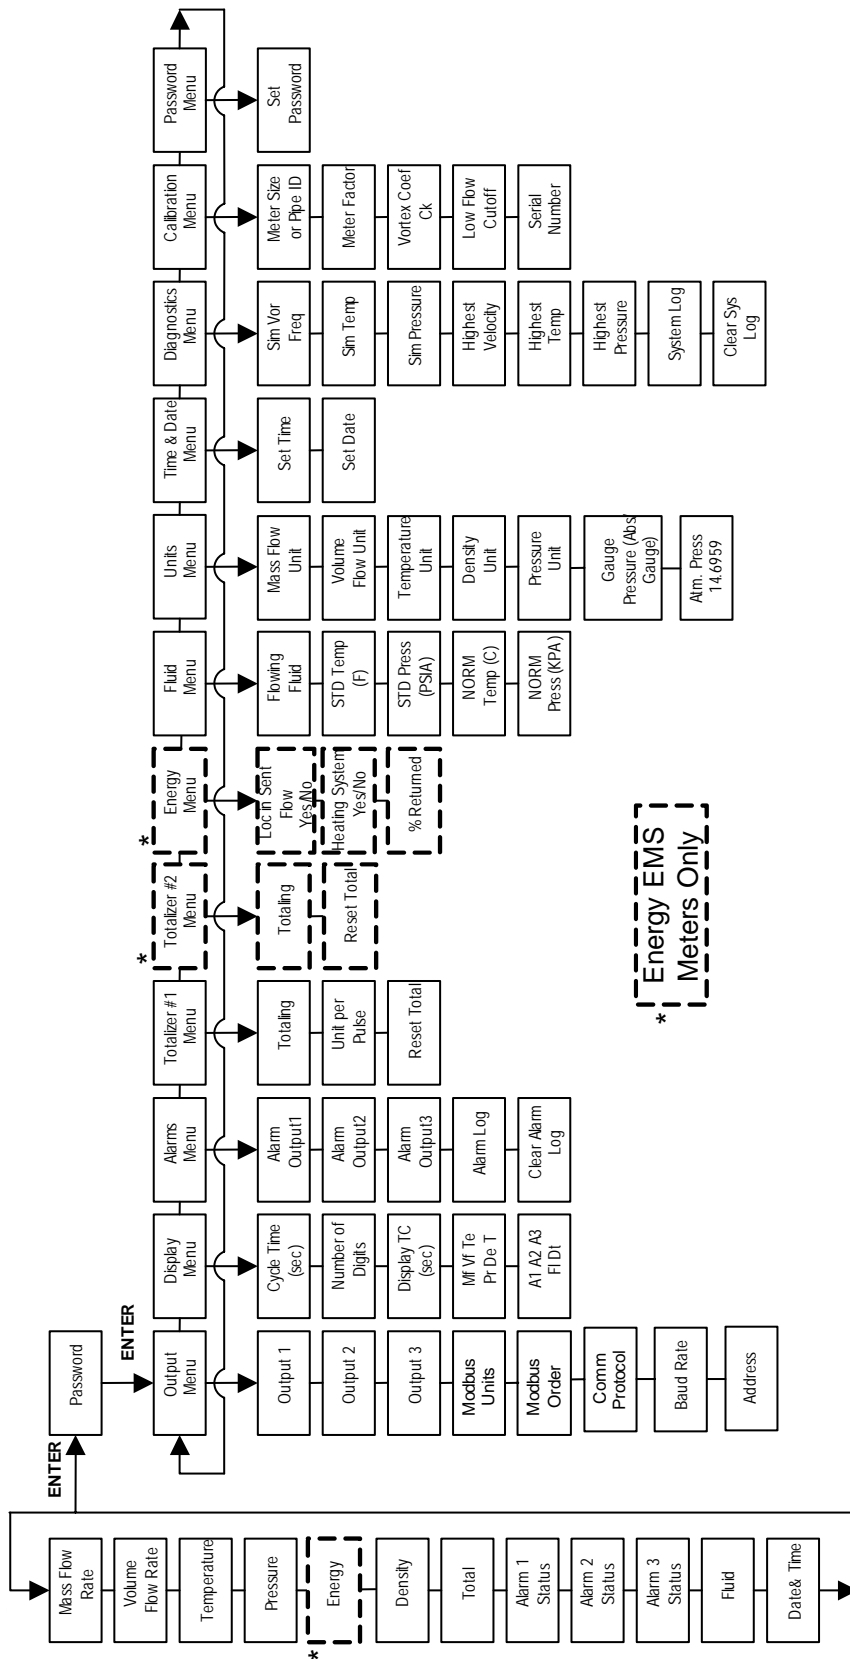 Mass Flow
Rate
Volume
Flow Rate
Temperature
Pressure
*
Energy
Density
Total
Alarm 1
Status
Alarm 2
Status
Alarm 3
Status
Fluid
Date& Time
ENTER
Password
ENTER
Output
Menu
Output 1
Output 2
Output 3
Modbus
Units
Modbus
Order
Comm
Protocol
Baud Rate
Address
Display
Menu
Cycle Time
(sec)
Number of
Digits
Display TC
(sec)
Mf Vf Te
Pr De T
A1 A2 A3
Fl Dt
Alarms
Menu
Alarm
Output1
Alarm
Output2
Alarm
Output3
Alarm Log
Clear Alarm
Log
Totalizer #1
Menu
Totaling
Unit per
Pulse
Reset Total
*
Totalizer #2
Menu
Totaling
Reset Total
*
Energy
Menu
Loc in Sent
Flow
Yes/No
Heating System
Yes/No
% Returned
Fluid
Menu
Flowing
Fluid
STD Temp
(F)
STD Press
(PSIA)
NORM
Temp (C)
NORM
Press (KPA)
Units
Menu
Mass Flow
Unit
Volume
Flow Unit
Temperature
Unit
Density
Unit
Pressure
Unit
Gauge
Pressure (Abs/
Gauge)
Atm. Press
14.6959
Time & Date
Menu
Set Time
Set Date
Diagnostics
Menu
Sim Vor
Freq
Sim Temp
Sim Pressure
Highest
Velocity
Highest
Temp
Highest
Pressure
System Log
Clear Sys
Log
Calibration
Menu
Meter Size
or Pipe ID
Meter Factor
Vortex Coef
Ck
Low Flow
Cutoff
Serial
Number
Password
Menu
Set
Password
*
Energy EMS
Meters Only